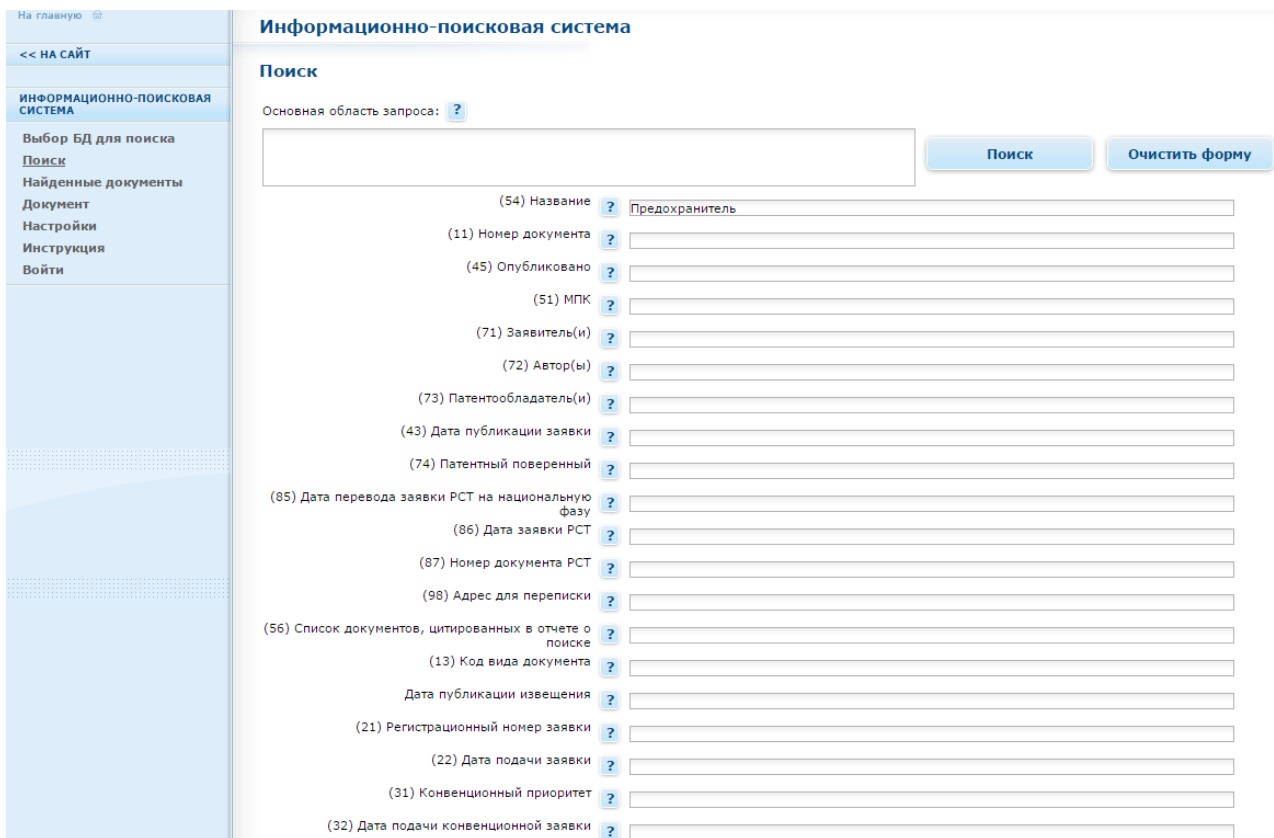 На главную
<< НА САЙТ
ИНФОРМАЦИОННО-ПОИСКОВАЯ
СИСТЕМА
Выбор БД для поиска
Поиск
Найденные документы
Документ
Настройки
Инструкция
Войти
Информационно-поисковая система
Поиск
Основная область запроса: ?
Поиск
Очистить форму
(54) Название ? Предохранитель
(11) Номер документа ?
(45) Опубликовано ?
(51) МПК ?
(71) Заявитель(и) ?
(72) Автор(ы) ?
(73) Патентообладатель(и) ?
(43) Дата публикации заявки ?
(74) Патентный поверенный ?
(85) Дата перевода заявки РСТ на национальную
фазу ?
(86) Дата заявки РСТ ?
(87) Номер документа РСТ ?
(98) Адрес для переписки ?
(56) Список документов, цитированных в отчете о
поиске ?
(13) Код вида документа ?
Дата публикации извещения ?
(21) Регистрационный номер заявки ?
(22) Дата подачи заявки ?
(31) Конвенционный приоритет ?
(32) Дата подачи конвенционной заявки ?